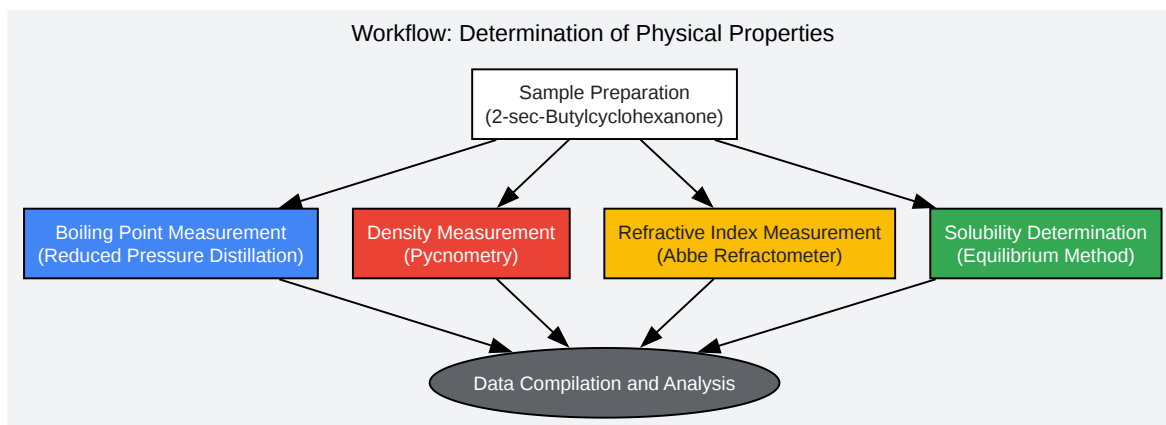 Workflow: Determination of Physical Properties
Sample Preparation
(2-sec-Butylcyclohexanone)
Boiling Point Measurement
(Reduced Pressure Distillation)
Density Measurement
(Pycnometry)
Refractive Index Measurement
(Abbe Refractometer)
Solubility Determination
(Equilibrium Method)
Data Compilation and Analysis